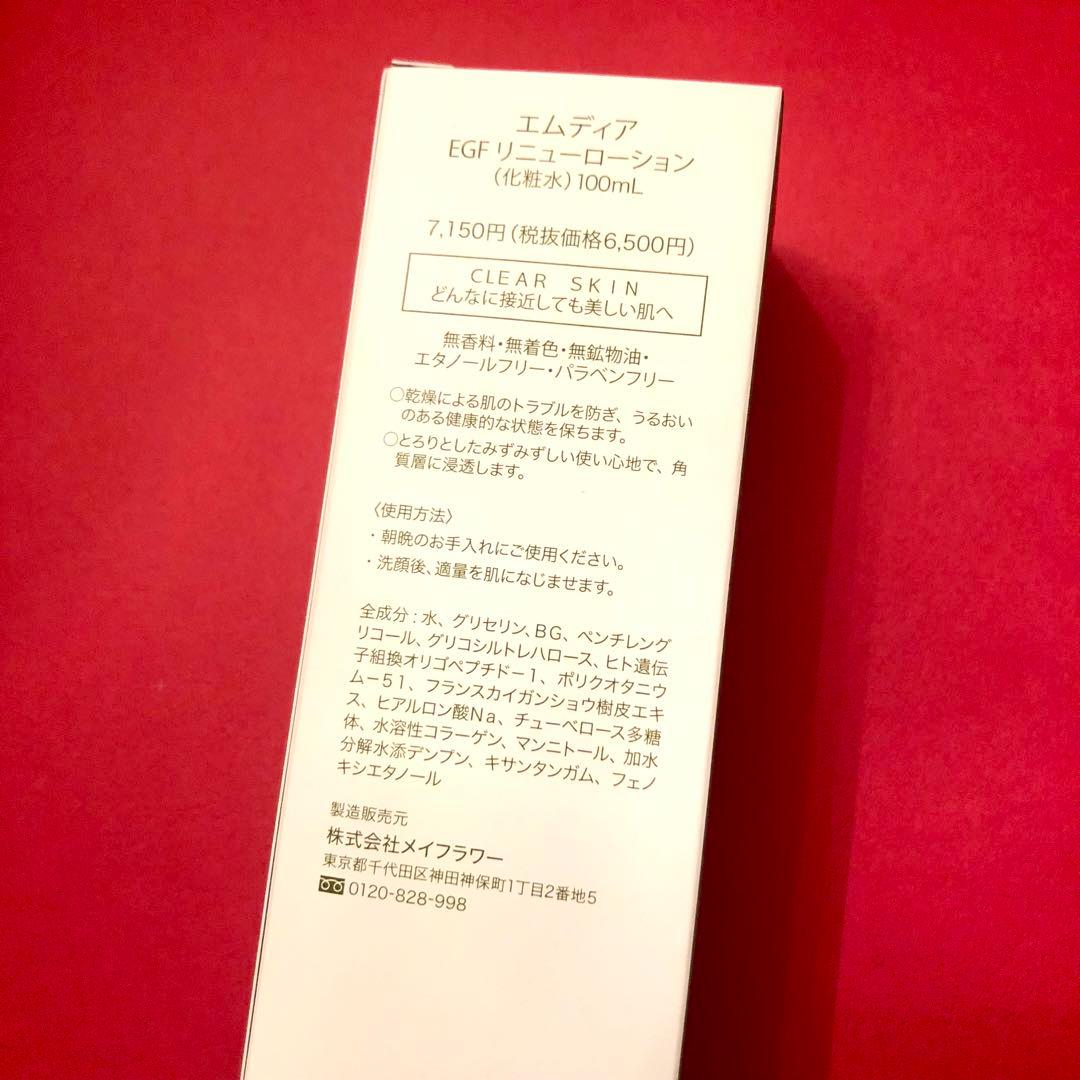 エムディア
EGF リニューローション
(化粧水)100mL
7,150円(税抜価格6,500円)
CLEAR SKIN
どんなに接近しても美しい肌へ
無香料・無着色・無鉱物油・
エタノールフリー・パラベンフリー
○乾燥による肌のトラブルを防ぎ、うるおい
のある健康的な状態を保ちます。
○とろりとしたみずみずしい使い心地で、角
質層に浸透します。
〈使用方法〉
・朝晩のお手入れにご使用ください。
・洗顔後、適量を肌になじませます。
全成分:水、グリセリン、BG、ペンチレング
リコール、グリコシルトレハロース、ヒト遺伝
子組換オリゴペプチド-1、ポリクオタニウ
ム-51、フランスカイガンショウ樹皮エキ
ス、ヒアルロン酸Na、チューベロース多糖
体、水溶性コラーゲン、マンニトール、加水
分解水添デンプン、キサンタンガム、フェノ
キシエタノール
製造販売元
株式会社メイフラワー
東京都千代田区神田神保町1丁目2番地5
0120-828-998